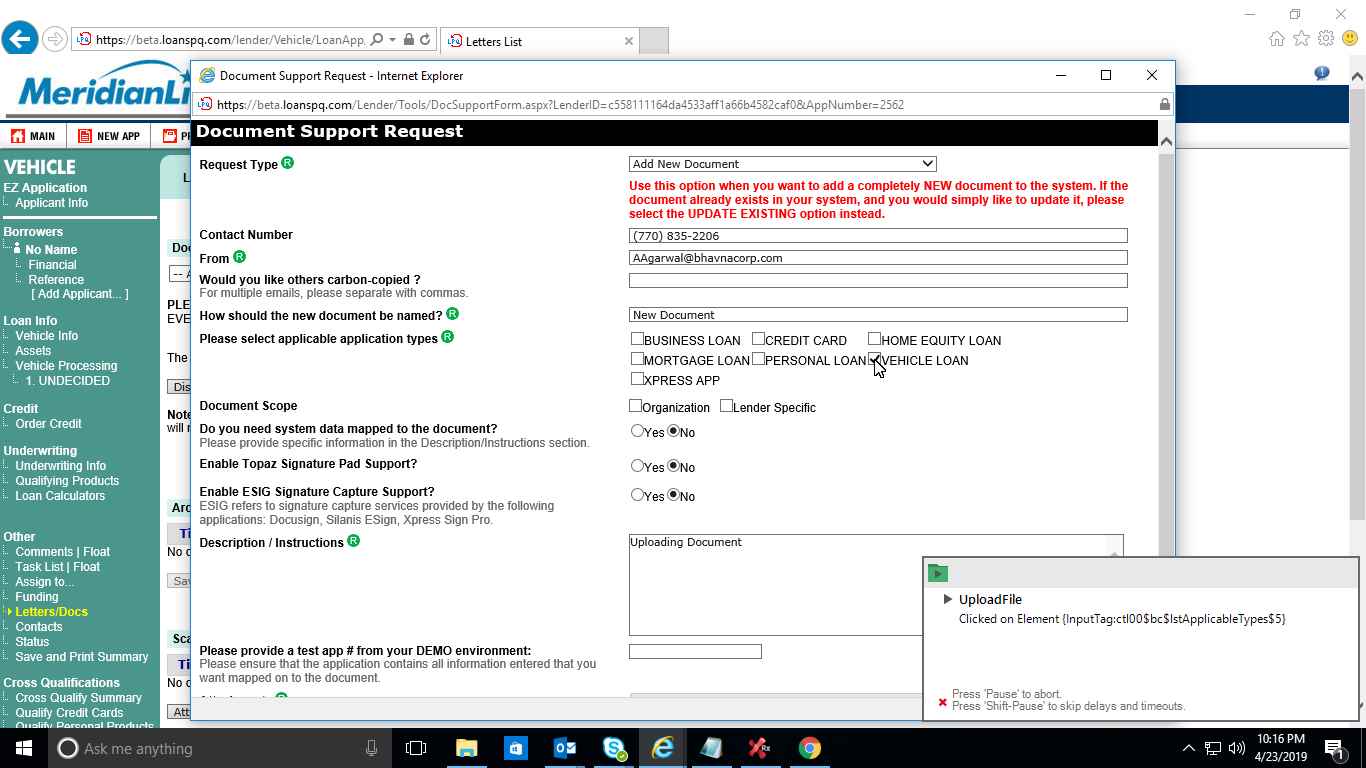 https://beta.loanspq.com/lender/Vehicle/LoanApp
Letters List
MeridianLi
Document Support Request - Internet Explorer
https://beta.loanspq.com/Lender/Tools/DocSupportForm.aspx?LenderID=c558111164da4533aff1a66b4582caf0&AppNumber=2562
MAIN
NEW APP
VEHICLE
EZ Application
Applicant Info
Borrowers
No Name
Financial
Reference
[ Add Applicant... ]
Loan Info
Vehicle Info
Assets
Vehicle Processing
1. UNDECIDED
Credit
Order Credit
Underwriting
Underwriting Info
Qualifying Products
Loan Calculators
Other
Comments | Float
Task List | Float
Assign to...
Funding
Letters/Docs
Contacts
Status
Save and Print Summary
Cross Qualifications
Cross Qualify Summary
Qualify Credit Cards
Qualify Personal Products
Document Support Request
Request Type R
Add New Document
Use this option when you want to add a completely NEW document to the system. If the
document already exists in your system, and you would simply like to update it, please
select the UPDATE EXISTING option instead.
Contact Number
(770) 835-2206
From R
AAgarwal@bhavnacorp.com
Would you like others carbon-copied ?
For multiple emails, please separate with commas.
How should the new document be named? R
New Document
Please select applicable application types R
BUSINESS LOAN CREDIT CARD HOME EQUITY LOAN
MORTGAGE LOAN PERSONAL LOAN VEHICLE LOAN
XPRESS APP
Document Scope
Organization Lender Specific
Do you need system data mapped to the document?
Please provide specific information in the Description/Instructions section.
Yes No
Enable Topaz Signature Pad Support?
Yes No
Enable ESIG Signature Capture Support?
ESIG refers to signature capture services provided by the following
applications: Docusign, Silanis ESign, Xpress Sign Pro.
Yes No
Description / Instructions R
Uploading Document
Please provide a test app # from your DEMO environment:
Please ensure that the application contains all information entered that you
want mapped on to the document.
UploadFile
Clicked on Element {InputTag:ctl00$bc$lstApplicableTypes$5}
Press 'Pause' to abort.
Press 'Shift-Pause' to skip delays and timeouts.
Ask me anything
10:16 PM
4/23/2019
1